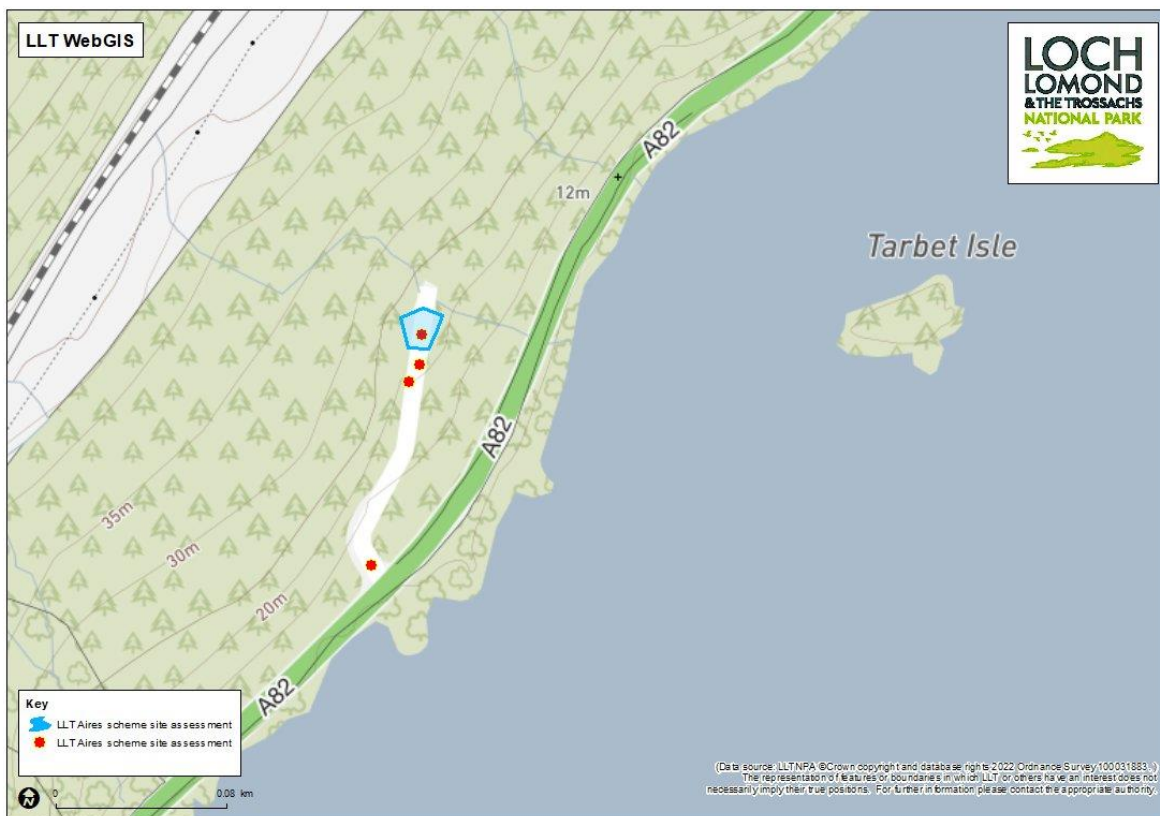 LLT WebGIS
LOCH
LOMOND
& THE TROSSACHS
NATIONAL PARK
A82
12m
Tarbet Isle
A82
35m
30m
20m
A82
Key
LLT Aires scheme site assessment
LLT Aires scheme site assessment
N
0
0.08 km
(Data source: LLTNPA ©Crown copyright and database rights 2022 Ordnance Survey 100031883. )
The representation of features or boundaries in which LLT or others have an interest does not
necessarily imply their true positions. For further information please contact the appropriate authority.